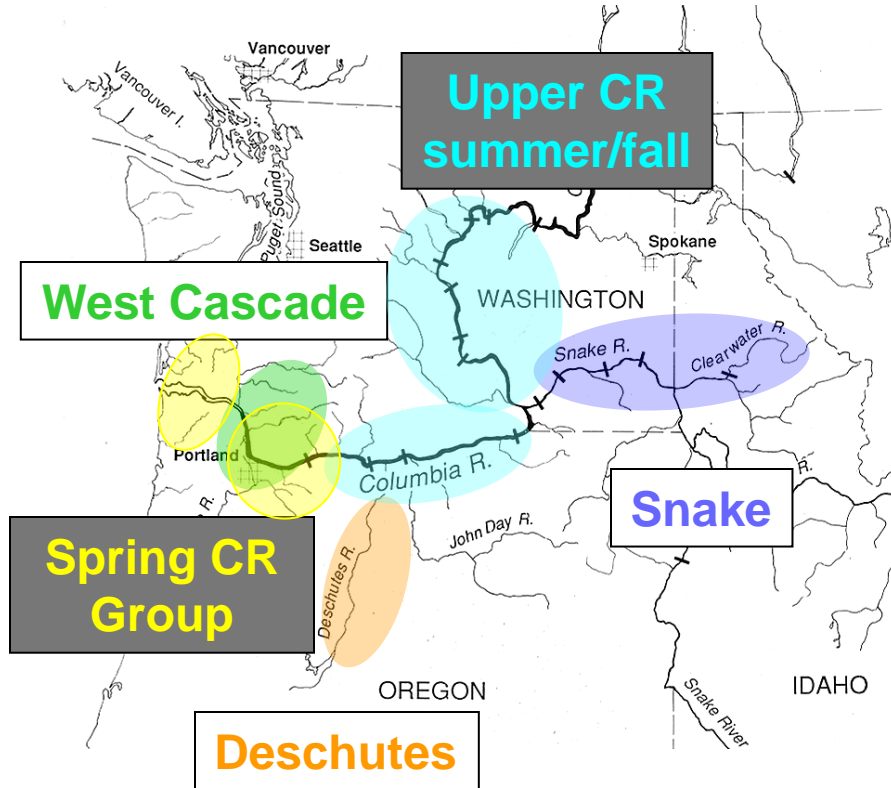 Vancouver
Vancouver I.
Upper CR
summer/fall
Puget Sound
Seattle
Spokane
West Cascade
WASHINGTON
Snake R.
Clearwater R.
Portland
Columbia R.
R.
Snake
R.
John Day R.
Spring CR
Group
Deschutes R.
OREGON
IDAHO
Snake River
Deschutes